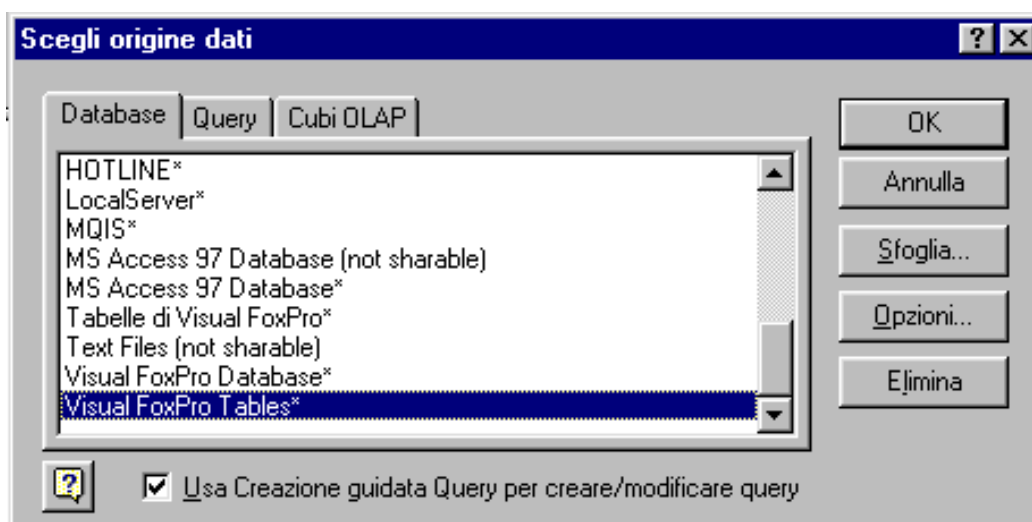 Scegli origine dati
Database Query Cubi OLAP
HOTLINE*
LocalServer*
MQIS*
MS Access 97 Database (not sharable)
MS Access 97 Database*
Tabelle di Visual FoxPro*
Text Files (not sharable)
Visual FoxPro Database*
Visual FoxPro Tables*
OK
Annulla
Sfoglia...
Opzioni...
Elimina
Usa Creazione guidata Query per creare/modificare query